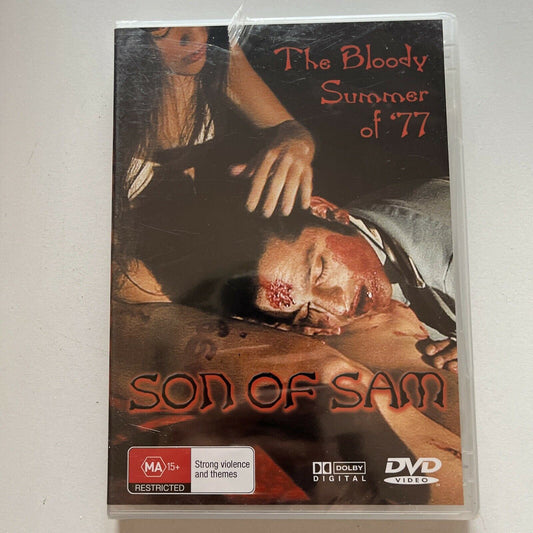 The Bloody
Summer
of '77
SON OF SAM
MA 15+
RESTRICTED
Strong violence
and themes
DOLBY
DIGITAL
DVD
VIDEO